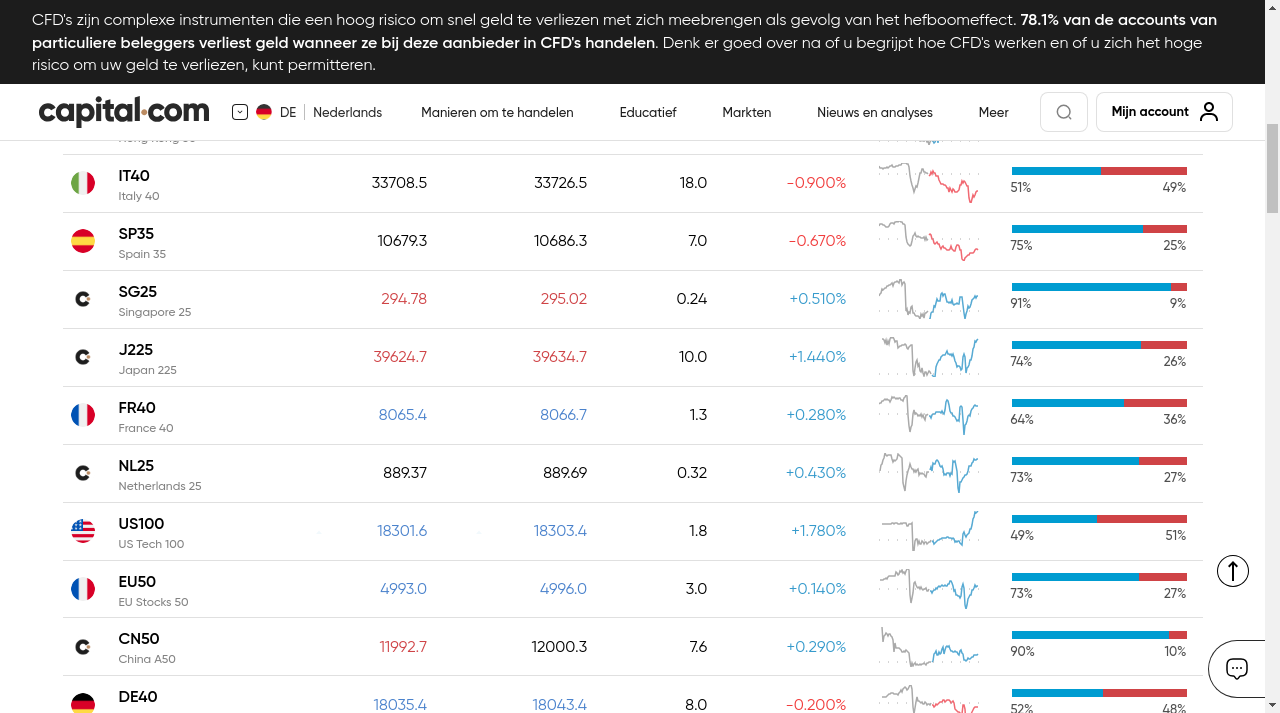 CFD's zijn complexe instrumenten die een hoog risico om snel geld te verliezen met zich meebrengen als gevolg van het hefboomeffect. 78.1% van de accounts van
particuliere beleggers verliest geld wanneer ze bij deze aanbieder in CFD's handelen. Denk er goed over na of u begrijpt hoe CFD's werken en of u zich het hoge
risico om uw geld te verliezen, kunt permitteren.
capital.com DE Nederlands Manieren om te handelen Educatief Markten Nieuws en analyses Meer Mijn account
IT40 33708.5 33726.5 18.0 -0.900% 51% 49%
Italy 40
SP35 10679.3 10686.3 7.0 -0.670% 75% 25%
Spain 35
SG25 294.78 295.02 0.24 +0.510% 91% 9%
Singapore 25
J225 39624.7 39634.7 10.0 +1.440% 74% 26%
Japan 225
FR40 8065.4 8066.7 1.3 +0.280% 64% 36%
France 40
NL25 889.37 889.69 0.32 +0.430% 73% 27%
Netherlands 25
US100 18301.6 18303.4 1.8 +1.780% 49% 51%
US Tech 100
EU50 4993.0 4996.0 3.0 +0.140% 73% 27%
EU Stocks 50
CN50 11992.7 12000.3 7.6 +0.290% 90% 10%
China A50
DE40 18035.4 18043.4 8.0 -0.200% 52% 48%